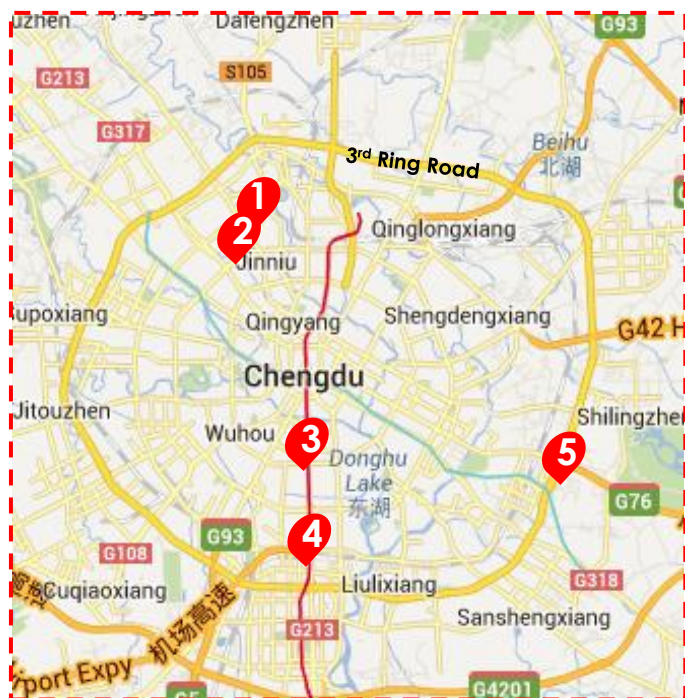 uzhen
Dafengzhen
G93
S105
G213
G317
3rd Ring Road
Beihu
北湖
1
2
Qinglongxiang
Jinniu
Supoxiang
Qingyang
Shengdengxiang
G42 H
Chengdu
Jitouzhen
Shilingzhe
Wuhou
3
Donghu
Lake
东湖
5
G76
G93
4
G108
Cuqiaoxiang
机场高速
Liulixiang
G318
Sanshengxiang
G213
rport Expy
G5
G4201